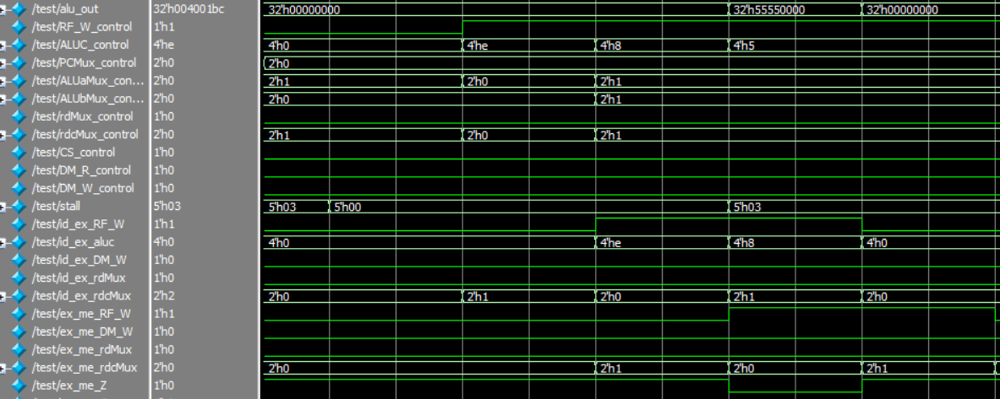 /test/alu_out 32'h004001bc 32'h00000000 32'h55550000 32'h00000000
/test/RF_W_control 1'h1
/test/ALUC_control 4'he 4'h0 4'he 4'h8 4'h5
/test/PCMux_control 2'h0 2'h0
/test/ALUaMux_con... 2'h0 2'h1 2'h0 2'h1
/test/ALUbMux_con... 2'h0 2'h0 2'h1
/test/rdMux_control 1'h0
/test/rdcMux_control 2'h0 2'h1 2'h0 2'h1
/test/CS_control 1'h0
/test/DM_R_control 1'h0
/test/DM_W_control 1'h0
/test/stall 5'h03 5'h03 5'h00 5'h03
/test/id_ex_RF_W 1'h1
/test/id_ex_aluc 4'h0 4'h0 4'he 4'h8 4'h0
/test/id_ex_DM_W 1'h0
/test/id_ex_rdMux 1'h0
/test/id_ex_rdcMux 2'h2 2'h0 2'h1 2'h0 2'h1 2'h0
/test/ex_me_RF_W 1'h1
/test/ex_me_DM_W 1'h0
/test/ex_me_rdMux 1'h0
/test/ex_me_rdcMux 2'h0 2'h0 2'h1 2'h0 2'h1
/test/ex_me_Z 1'h0